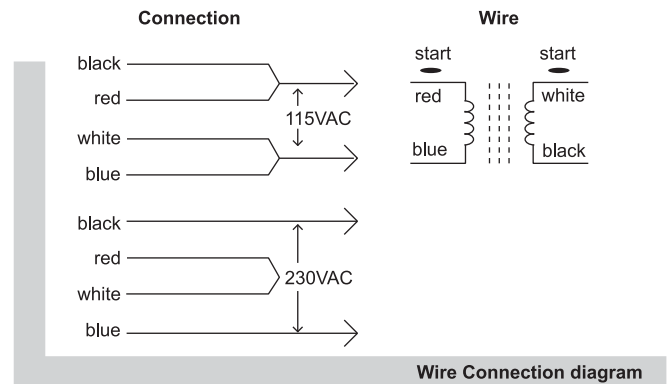 Connection
black
red
115VAC
white
blue
black
red
230VAC
white
blue
Wire
start
start
red
white
blue
black
Wire Connection diagram